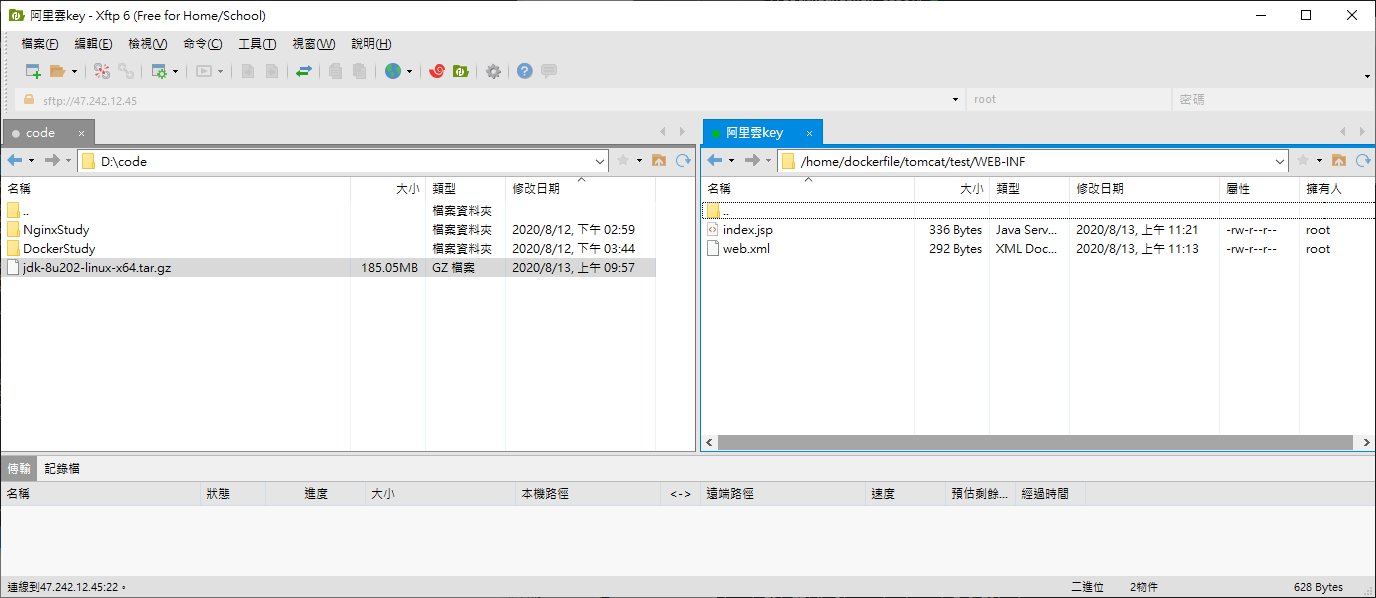 阿里雲key - Xftp 6 (Free for Home/School)
檔案(F) 編輯(E) 檢視(V) 命令(C) 工具(T) 視窗(W) 說明(H)
sftp://47.242.12.45 root 密碼
code × 阿里雲key ×
D:\code /home/dockerfile/tomcat/test/WEB-INF
名稱 大小 類型 修改日期 名稱 大小 類型 修改日期 屬性 擁有人
.. 檔案資料夾 ..
NginxStudy 檔案資料夾 2020/8/12, 下午 02:59 index.jsp 336 Bytes Java Serv... 2020/8/13, 上午 11:21 -rw-r--r-- root
DockerStudy 檔案資料夾 2020/8/12, 下午 03:44 web.xml 292 Bytes XML Doc... 2020/8/13, 上午 11:13 -rw-r--r-- root
jdk-8u202-linux-x64.tar.gz 185.05MB GZ 檔案 2020/8/13, 上午 09:57
傳輸 記錄檔
名稱 狀態 進度 大小 本機路徑 <-> 遠端路徑 速度 預估剩餘... 經過時間
連線到47.242.12.45:22。 二進位 2物件 628 Bytes